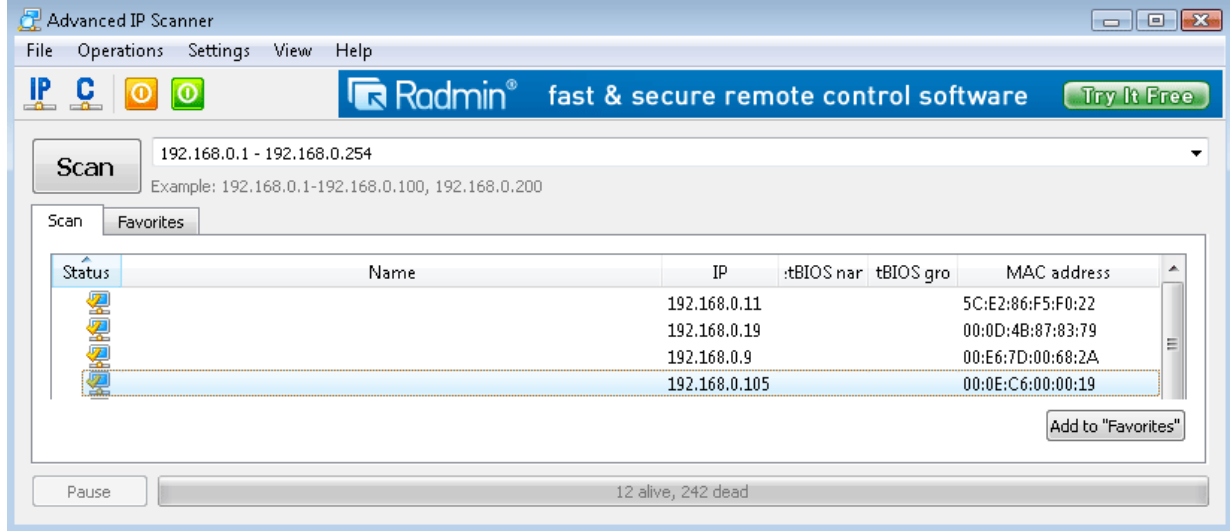 Advanced IP Scanner
File Operations Settings View Help
IP C Radmin® fast & secure remote control software Try It Free
Scan 192.168.0.1 - 192.168.0.254
Example: 192.168.0.1-192.168.0.100, 192.168.0.200
Scan Favorites
Status Name IP :tBIOS nar tBIOS gro MAC address
192.168.0.11 5C:E2:86:F5:F0:22
192.168.0.19 00:0D:4B:87:83:79
192.168.0.9 00:E6:7D:00:68:2A
192.168.0.105 00:0E:C6:00:00:19
Add to "Favorites"
Pause 12 alive, 242 dead